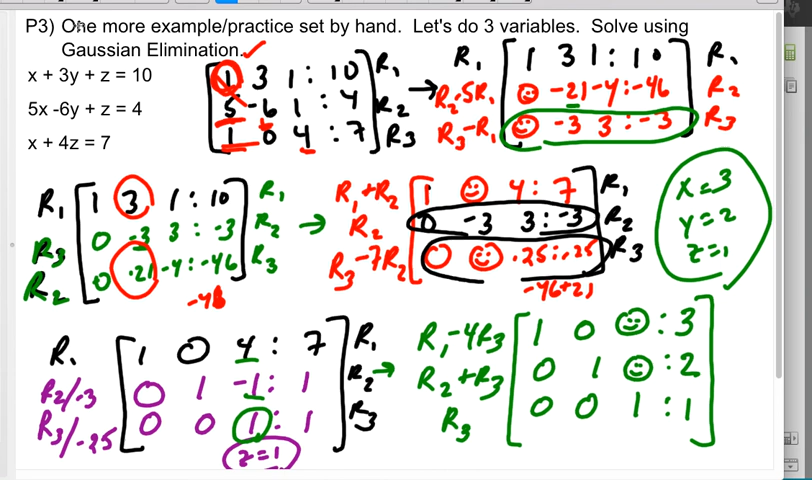 P3) One more example/practice set by hand. Let's do 3 variables. Solve using
Gaussian Elimination. ✓
x + 3y + z = 10
5x -6y + z = 4
x + 4z = 7
1 3 1 : 10 R1
5 -6 1 : 4 R2
1 0 4 : 7 R3
→
R1 1 3 1 : 10 R1
R2-5R1 ☺ -21 -4 : -46 R2
R3-R1 ☺ -3 3 : -3 R3
R1 1 3 1 : 10 R1
R3 0 -3 3 : -3 R2
R2 0 -21 -4 : -46 R3
→
R1+R2 1 ☺ 4 : 7 R1
R2 0 -3 3 : -3 R2
R3-7R2 0 ☺ -25 : -25 R3
-46+21
x=3
y=2
z=1
R1 1 0 4 : 7 R1
R2/-3 0 1 -1 : 1 R2
R3/-25 0 0 1 : 1 R3
z=1
→
R1-4R3 1 0 ☺ : 3
R2+R3 0 1 ☺ : 2
R3 0 0 1 : 1